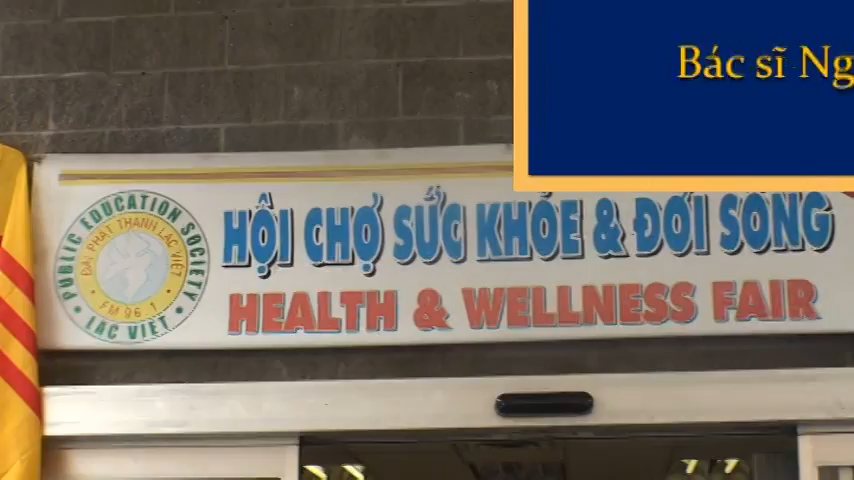 Bác sĩ
PUBLIC EDUCATION SOCIETY
ĐÀI PHÁT THANH LẠC VIỆT
FM 96.1
LẠC VIỆT
HỘI CHỢ SỨC KHỎE & ĐỜI SỐNG
HEALTH & WELLNESS FAIR